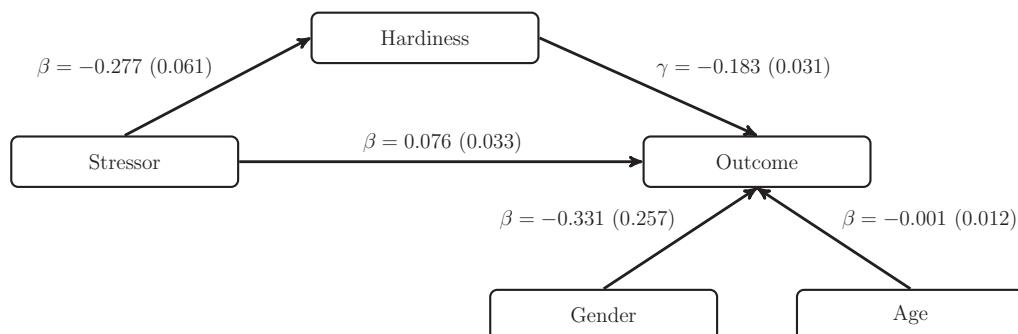 Hardiness
β = −0.277 (0.061)
γ = −0.183 (0.031)
β = 0.076 (0.033)
Stressor
Outcome
β = −0.331 (0.257)
β = −0.001 (0.012)
Gender
Age